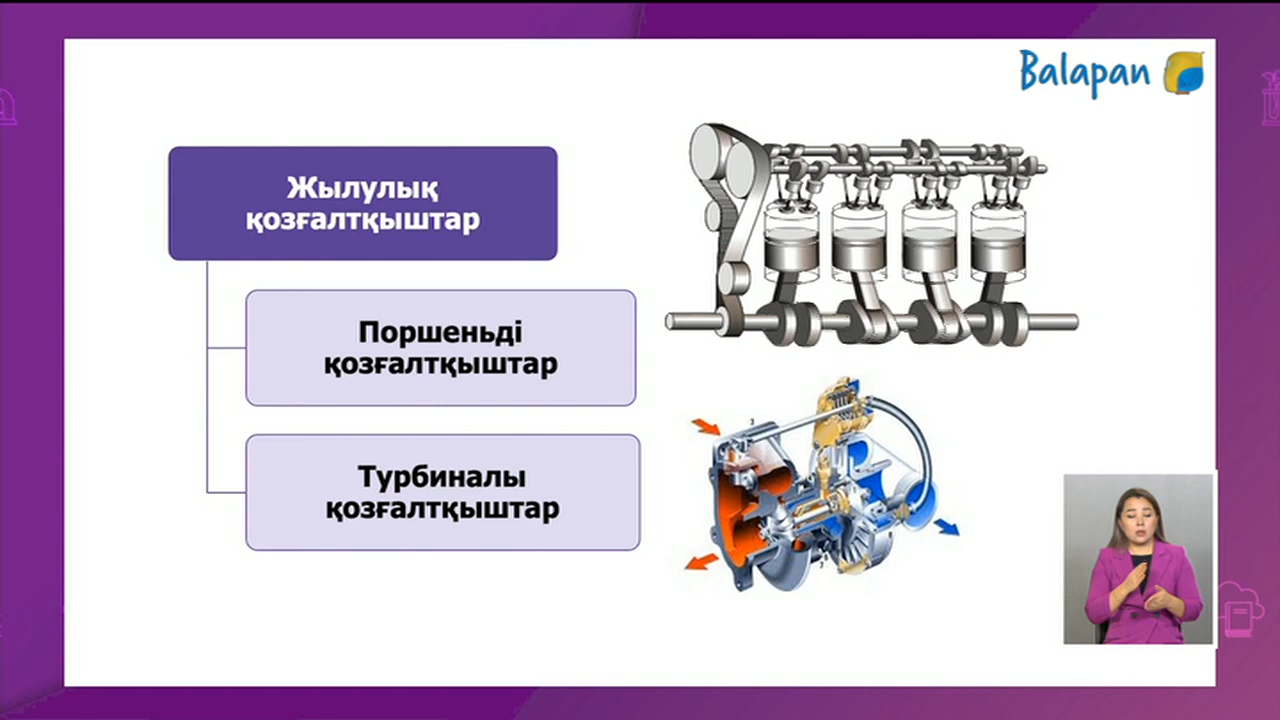 Balapan
Жылулық
қозғалтқыштар
Поршеньді
қозғалтқыштар
Турбиналы
қозғалтқыштар